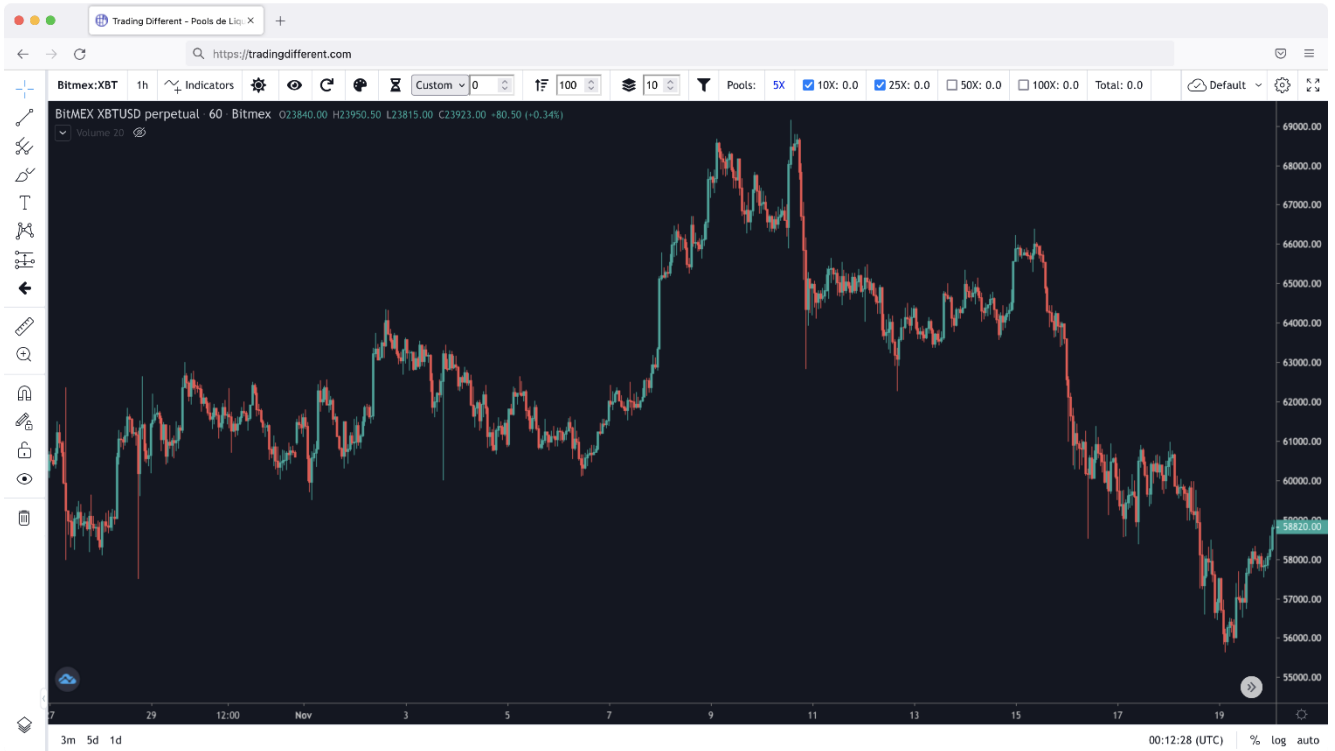 Trading Different - Pools de Liq
https://tradingdifferent.com
Bitmex:XBT 1h Indicators Custom 0 100 10 Pools: 5X 10X: 0.0 25X: 0.0 50X: 0.0 100X: 0.0 Total: 0.0 Default
BitMEX XBTUSD perpetual · 60 · Bitmex O23840.00 H23950.50 L23815.00 C23923.00 +80.50 (+0.34%)
Volume 20
69000.00
68000.00
67000.00
66000.00
65000.00
64000.00
63000.00
62000.00
61000.00
60000.00
59000.00
58820.00
58000.00
57000.00
56000.00
55000.00
27 29 12:00 Nov 3 5 7 9 11 13 15 17 19
3m 5d 1d 00:12:28 (UTC) % log auto